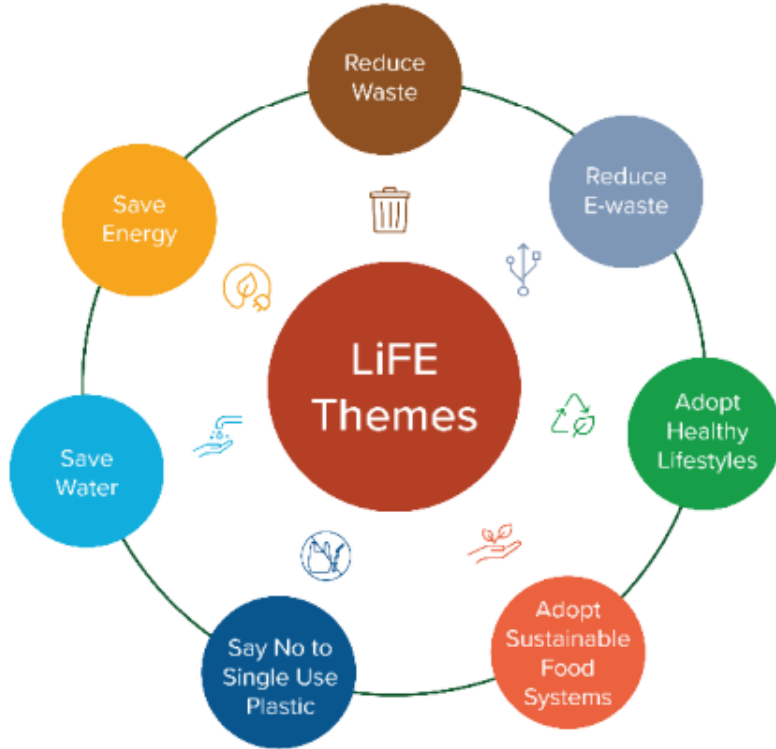 Reduce
Waste
Reduce
E-waste
Adopt
Healthy
Lifestyles
Adopt
Sustainable
Food
Systems
Say No to
Single Use
Plastic
Save
Water
Save
Energy
LiFE
Themes